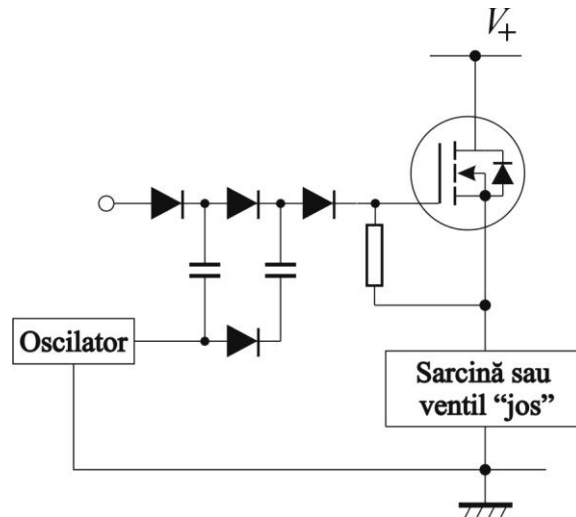 V+
Oscilator
Sarcină sau
ventil “jos”